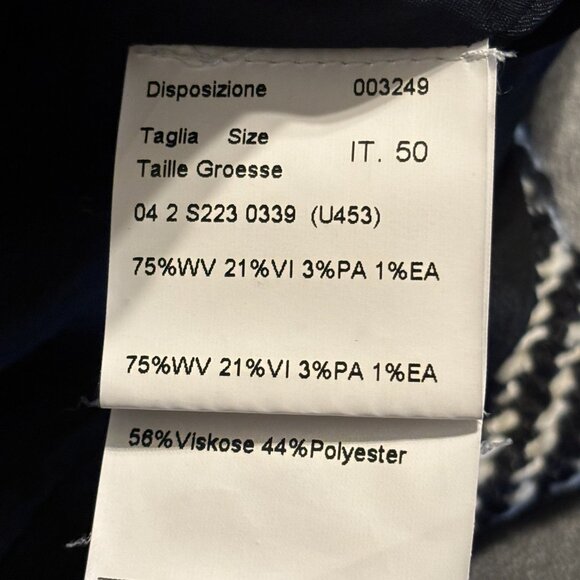 Disposizione 003249
Taglia Size
Taille Groesse IT. 50
04 2 S223 0339 (U453)
75%WV 21%VI 3%PA 1%EA
75%WV 21%VI 3%PA 1%EA
56%Viskose 44%Polyester